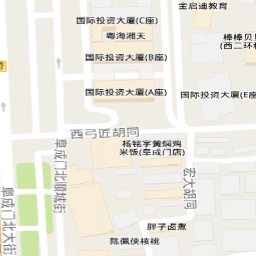 金启迪教育
国际投资大厦(C座)
粤海湘天
棒棒贝贝
(西二环科
国际投资大厦(B座)
桥
国际投资大厦(A座)
国际投资大厦(E座
西弓匠胡同
杨铭宇黄焖鸡
米饭(阜成门店)
宏大胡同
阜成门北顺城街
阜成门北大街
胖子卤煮
陈佩侠核桃